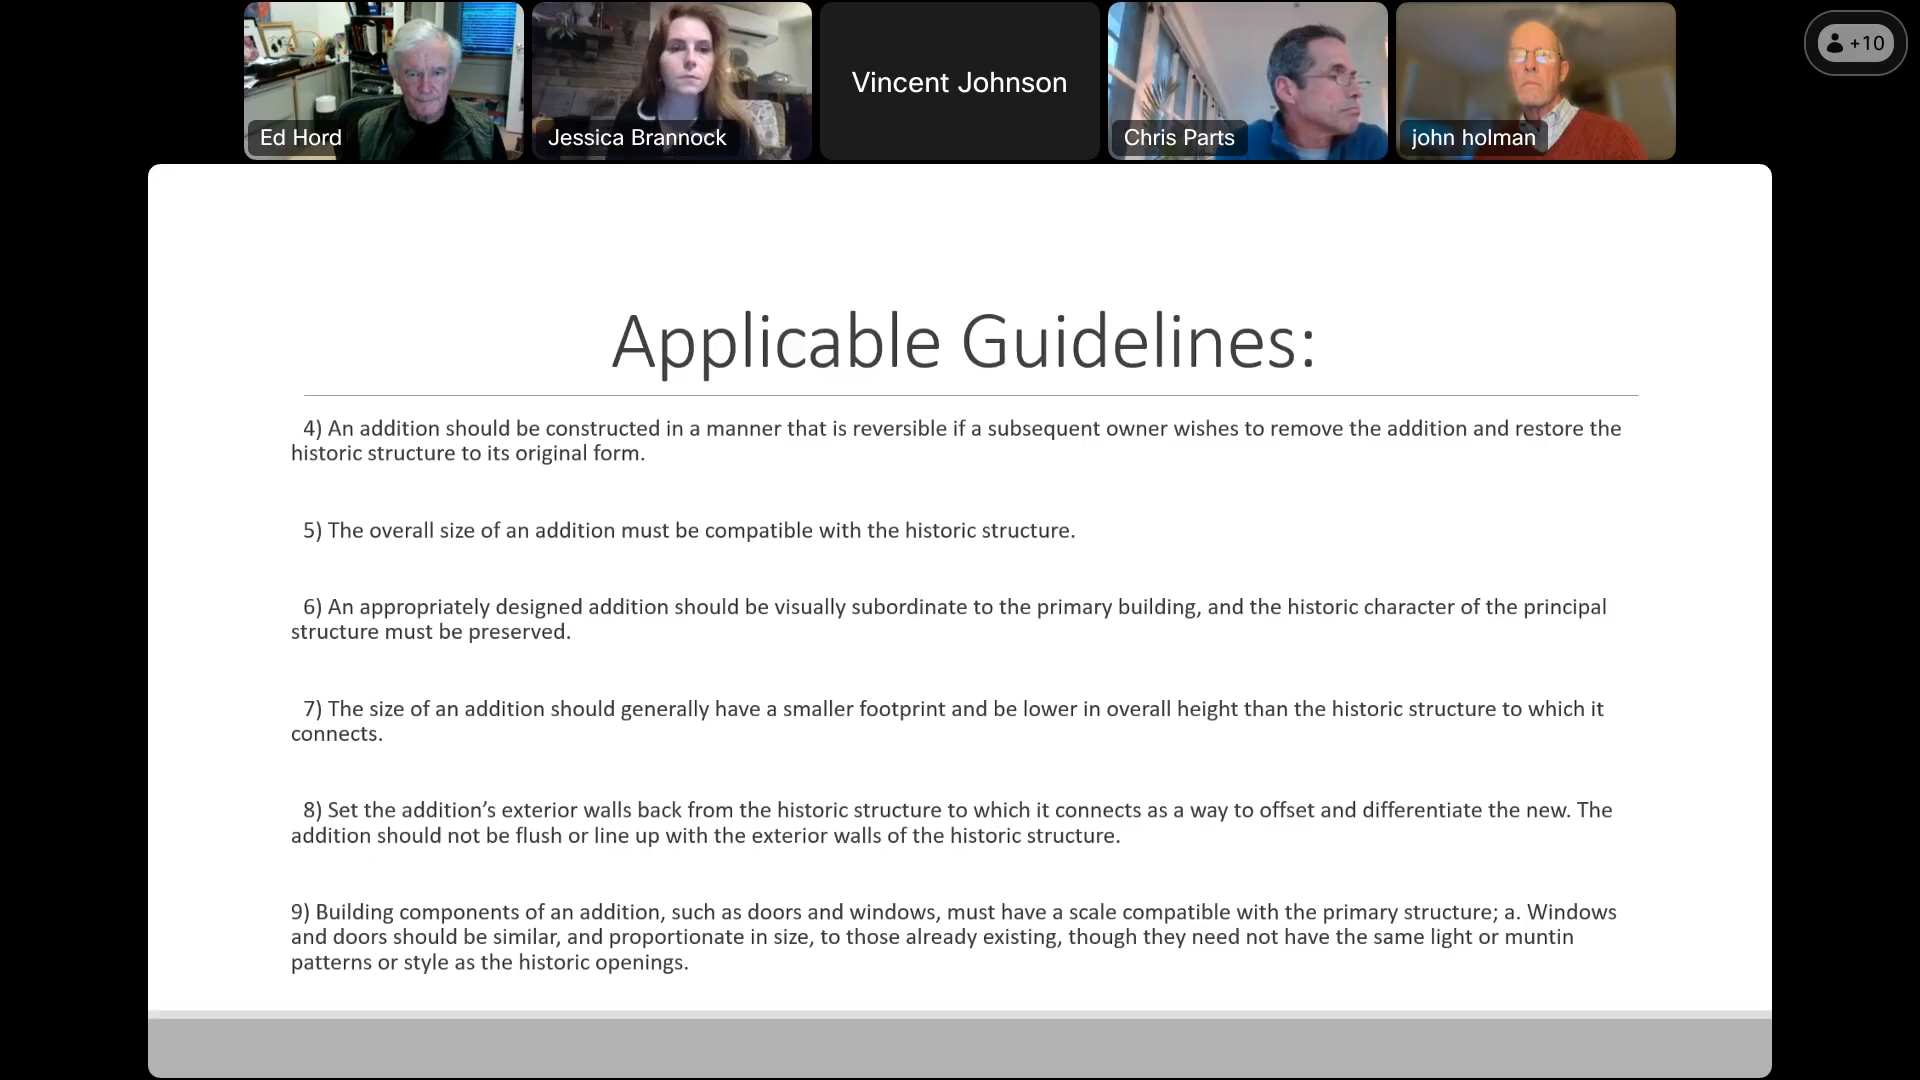 Ed Hord
Jessica Brannock
Vincent Johnson
Chris Parts
john holman
+10
Applicable Guidelines:
4) An addition should be constructed in a manner that is reversible if a subsequent owner wishes to remove the addition and restore the
historic structure to its original form.
5) The overall size of an addition must be compatible with the historic structure.
6) An appropriately designed addition should be visually subordinate to the primary building, and the historic character of the principal
structure must be preserved.
7) The size of an addition should generally have a smaller footprint and be lower in overall height than the historic structure to which it
connects.
8) Set the addition’s exterior walls back from the historic structure to which it connects as a way to offset and differentiate the new. The
addition should not be flush or line up with the exterior walls of the historic structure.
9) Building components of an addition, such as doors and windows, must have a scale compatible with the primary structure; a. Windows
and doors should be similar, and proportionate in size, to those already existing, though they need not have the same light or muntin
patterns or style as the historic openings.